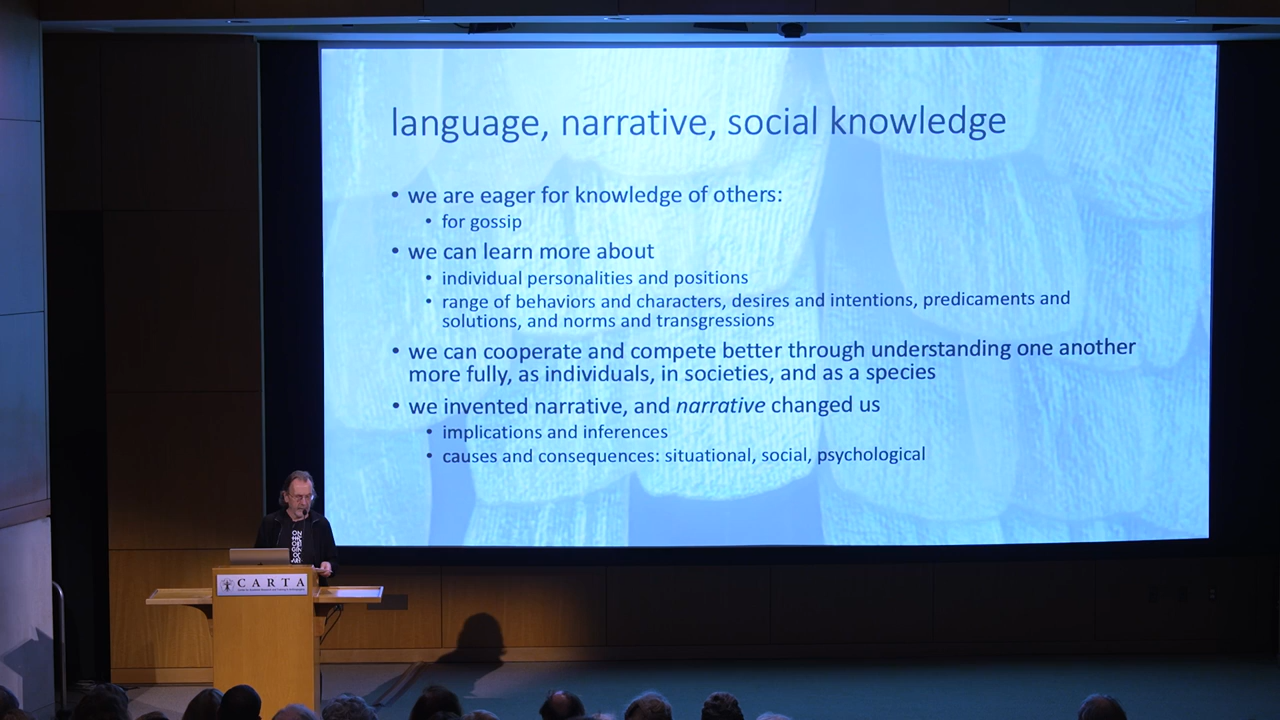 language, narrative, social knowledge
• we are eager for knowledge of others:
• for gossip
• we can learn more about
• individual personalities and positions
• range of behaviors and characters, desires and intentions, predicaments and
solutions, and norms and transgressions
• we can cooperate and compete better through understanding one another
more fully, as individuals, in societies, and as a species
• we invented narrative, and narrative changed us
• implications and inferences
• causes and consequences: situational, social, psychological
CARTA